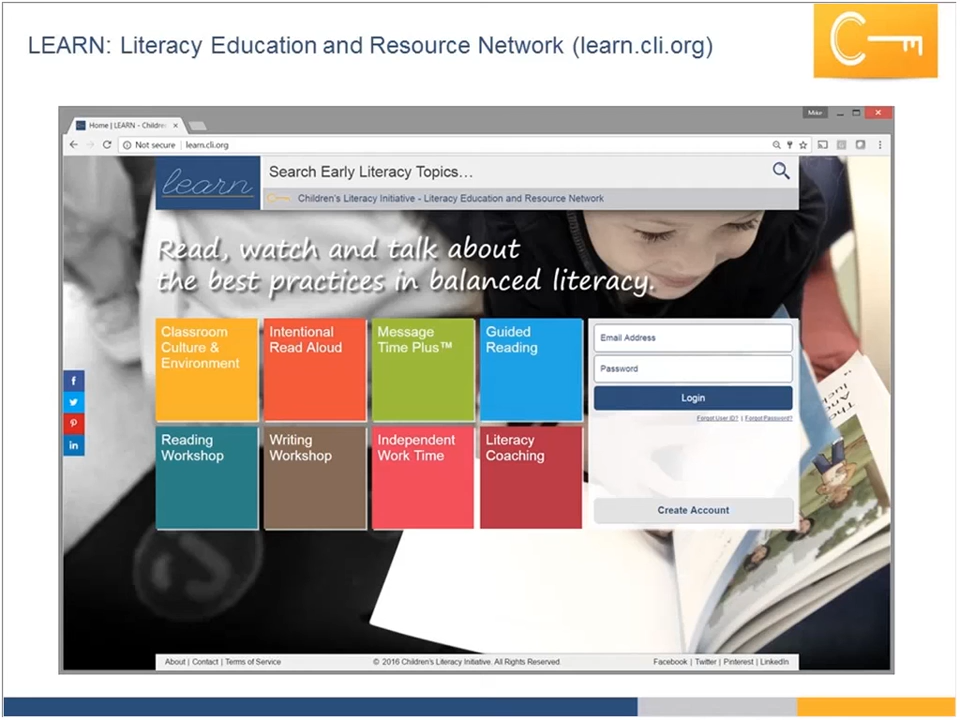 LEARN: Literacy Education and Resource Network (learn.cli.org)
Mike
Home | LEARN - Childre
Not secure | learn.cli.org
learn
Search Early Literacy Topics…
Children's Literacy Initiative - Literacy Education and Resource Network
Read, watch and talk about
the best practices in balanced literacy.
Classroom
Culture &
Environment
Intentional
Read Aloud
Message
Time Plus™
Guided
Reading
Reading
Workshop
Writing
Workshop
Independent
Work Time
Literacy
Coaching
Email Address
Password
Login
Forgot User ID? | Forgot Password?
Create Account
f
in
About | Contact | Terms of Service
© 2016 Children's Literacy Initiative. All Rights Reserved.
Facebook | Twitter | Pinterest | LinkedIn